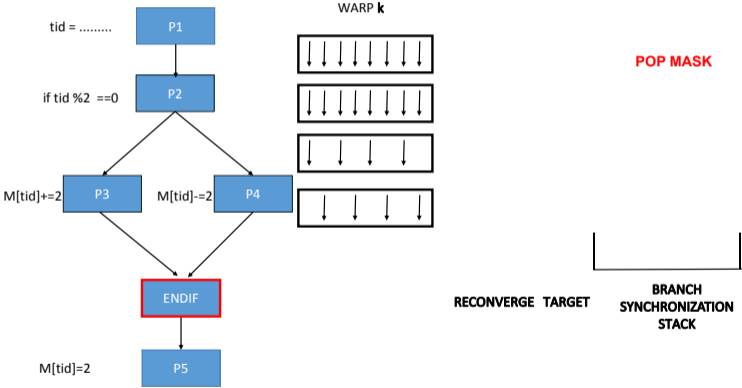 WARP k
tid = .........
P1
POP MASK
if tid %2 ==0
P2
M[tid]+=2
P3
M[tid]-=2
P4
ENDIF
RECONVERGE TARGET
BRANCH
SYNCHRONIZATION
STACK
M[tid]=2
P5